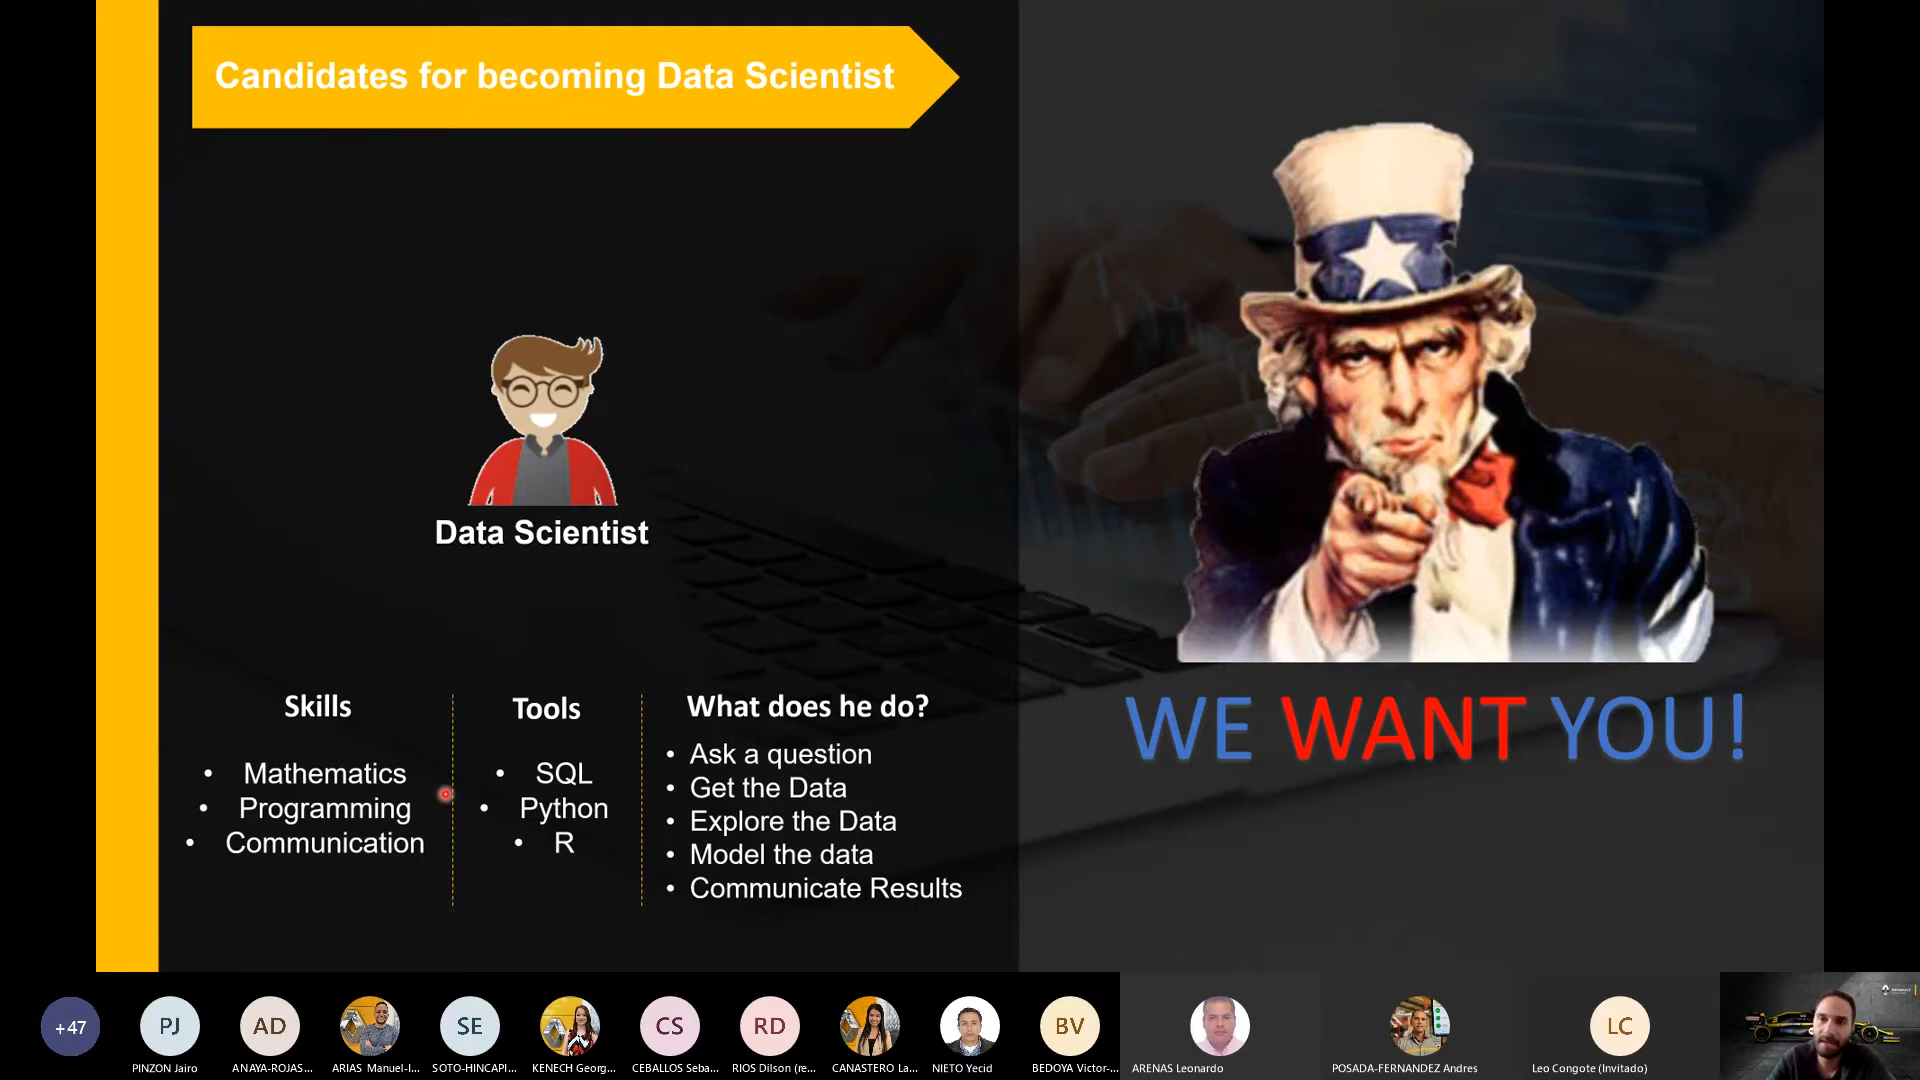 Candidates for becoming Data Scientist
Data Scientist
Skills
• Mathematics
• Programming
• Communication
Tools
• SQL
• Python
• R
What does he do?
• Ask a question
• Get the Data
• Explore the Data
• Model the data
• Communicate Results
WE WANT YOU!
+47
PJ
PINZON Jairo
AD
ANAYA-ROJAS...
ARIAS Manuel-I...
SE
SOTO-HINCAPI...
KENECH Georg...
CS
CEBALLOS Seba...
RD
RIOS Dilson (re...
CANASTERO La...
NIETO Yecid
BV
BEDOYA Victor-...
ARENAS Leonardo
POSADA-FERNANDEZ Andres
LC
Leo Congote (Invitado)